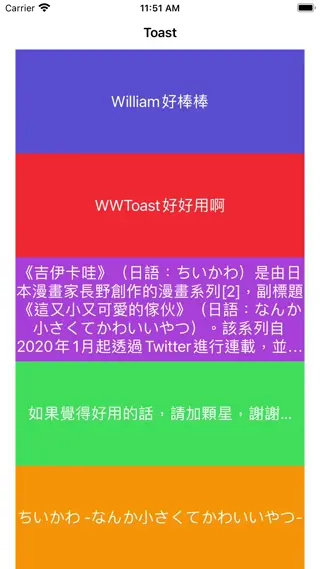 Carrier 11:51 AM
Toast
William好棒棒
WWToast好好用啊
《吉伊卡哇》（日語：ちいかわ）是由日
本漫畫家長野創作的漫畫系列[2]，副標題
《這又小又可愛的傢伙》（日語：なんか
小さくてかわいいやつ）。該系列自
2020年1月起透過Twitter進行連載，並...
如果覺得好用的話，請加顆星，謝謝...
ちいかわ -なんか小さくてかわいいやつ-